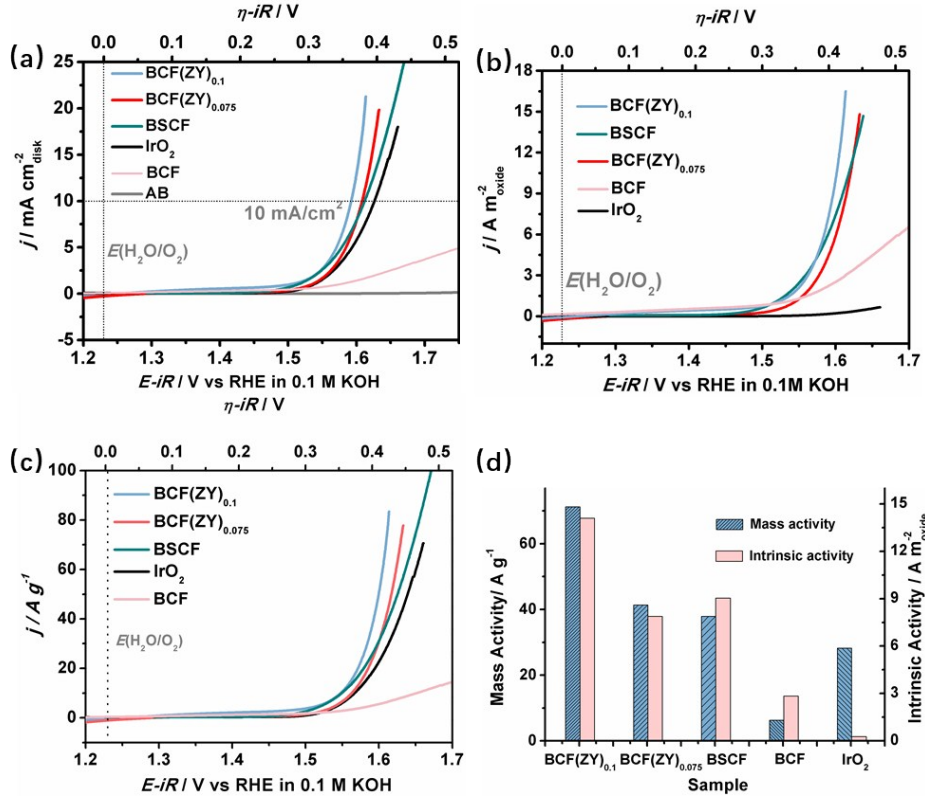 (a)
η-iR / V
0.0 0.1 0.2 0.3 0.4 0.5
25
20
15
10
5
0
-5
j / mA cm⁻²disk
BCF(ZY)₀.₁
BCF(ZY)₀.₀₇₅
BSCF
IrO₂
BCF
AB
10 mA/cm²
E(H₂O/O₂)
1.2 1.3 1.4 1.5 1.6 1.7
E-iR / V vs RHE in 0.1 M KOH
(b)
η-iR / V
0.0 0.1 0.2 0.3 0.4 0.5
18
15
12
9
6
3
0
j / A m⁻²oxide
BCF(ZY)₀.₁
BSCF
BCF(ZY)₀.₀₇₅
BCF
IrO₂
E(H₂O/O₂)
1.2 1.3 1.4 1.5 1.6 1.7
E-iR / V vs RHE in 0.1M KOH
(c)
η-iR / V
0.0 0.1 0.2 0.3 0.4 0.5
100
80
60
40
20
0
j / A g⁻¹
BCF(ZY)₀.₁
BCF(ZY)₀.₀₇₅
BSCF
IrO₂
BCF
E(H₂O/O₂)
1.2 1.3 1.4 1.5 1.6 1.7
E-iR / V vs RHE in 0.1 M KOH
(d)
Mass activity
Intrinsic activity
60
40
20
0
Mass Activity/ A g⁻¹
15
12
9
6
3
0
Intrinsic Activity / A m⁻²oxide
BCF(ZY)₀.₁ BCF(ZY)₀.₀₇₅ BSCF BCF IrO₂
Sample